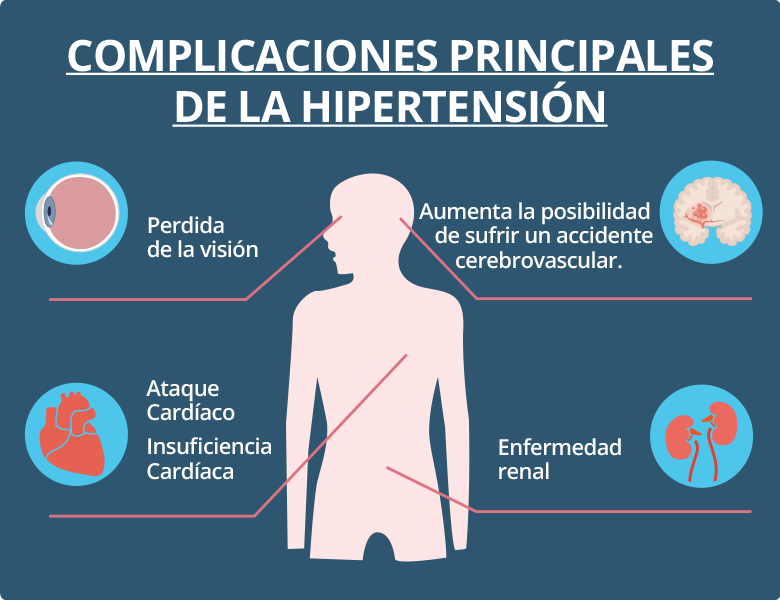 COMPLICACIONES PRINCIPALES
DE LA HIPERTENSIÓN
Perdida
de la visión
Aumenta la posibilidad
de sufrir un accidente
cerebrovascular.
Ataque
Cardíaco
Insuficiencia
Cardíaca
Enfermedad
renal